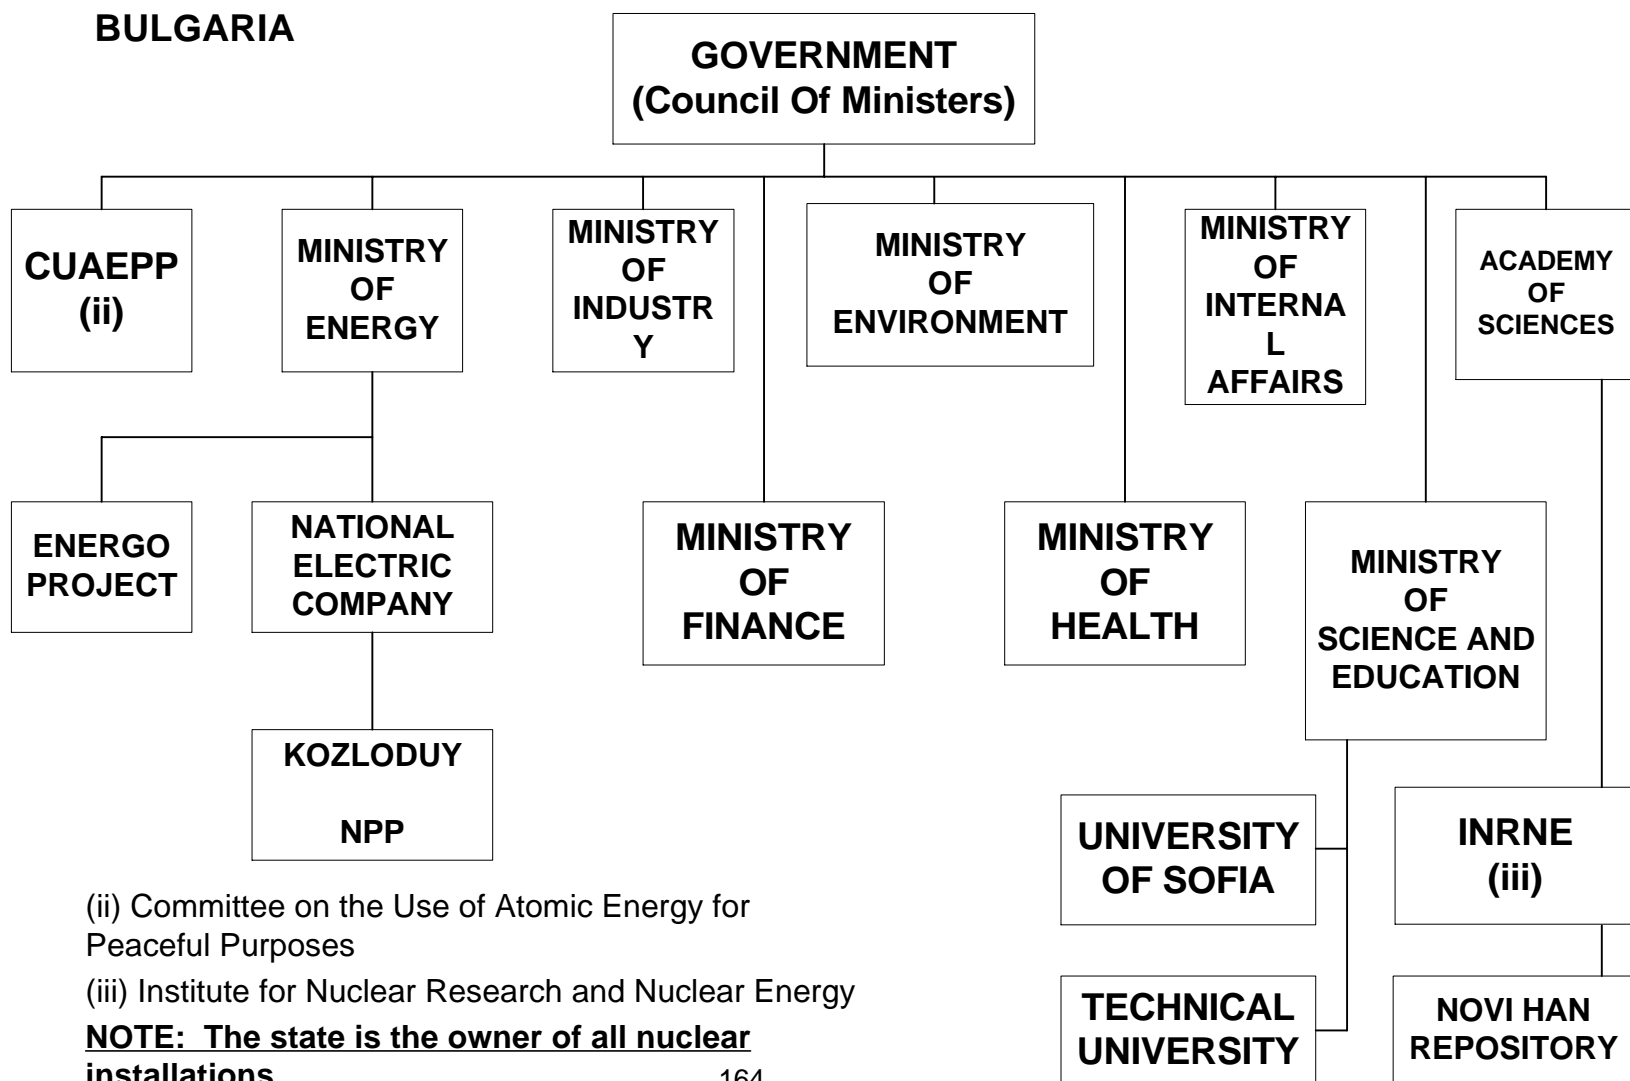 BULGARIA
GOVERNMENT
(Council Of Ministers)
CUAEPP
(ii)
MINISTRY
OF
ENERGY
MINISTRY
OF
INDUSTR
Y
MINISTRY
OF
ENVIRONMENT
MINISTRY
OF
INTERNA
L
AFFAIRS
ACADEMY
OF
SCIENCES
ENERGO
PROJECT
NATIONAL
ELECTRIC
COMPANY
MINISTRY
OF
FINANCE
MINISTRY
OF
HEALTH
MINISTRY
OF
SCIENCE AND
EDUCATION
KOZLODUY
NPP
UNIVERSITY
OF SOFIA
INRNE
(iii)
TECHNICAL
UNIVERSITY
NOVI HAN
REPOSITORY
(ii) Committee on the Use of Atomic Energy for
Peaceful Purposes
(iii) Institute for Nuclear Research and Nuclear Energy
NOTE: The state is the owner of all nuclear
installations
164